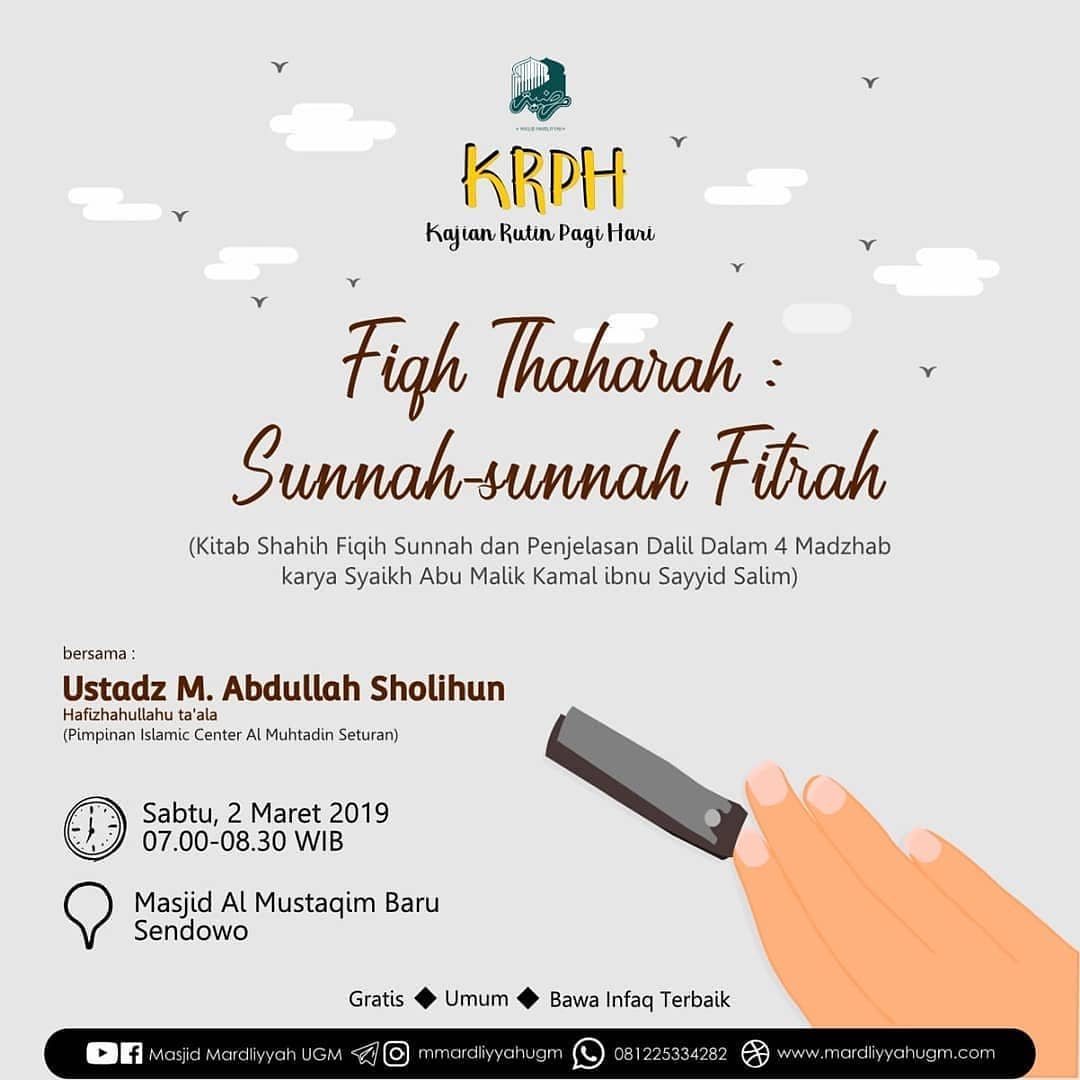 • MASJID MARDLIYYAH •
KRPH
Kajian Rutin Pagi Hari
Fiqh Thaharah :
Sunnah-sunnah Fitrah
(Kitab Shahih Fiqih Sunnah dan Penjelasan Dalil Dalam 4 Madzhab
karya Syaikh Abu Malik Kamal ibnu Sayyid Salim)
bersama :
Ustadz M. Abdullah Sholihun
Hafizhahullahu ta'ala
(Pimpinan Islamic Center Al Muhtadin Seturan)
Sabtu, 2 Maret 2019
07.00-08.30 WIB
Masjid Al Mustaqim Baru
Sendowo
Gratis ◆ Umum ◆ Bawa Infaq Terbaik
Masjid Mardliyyah UGM mmardliyyahugm 081225334282 www.mardliyyahugm.com